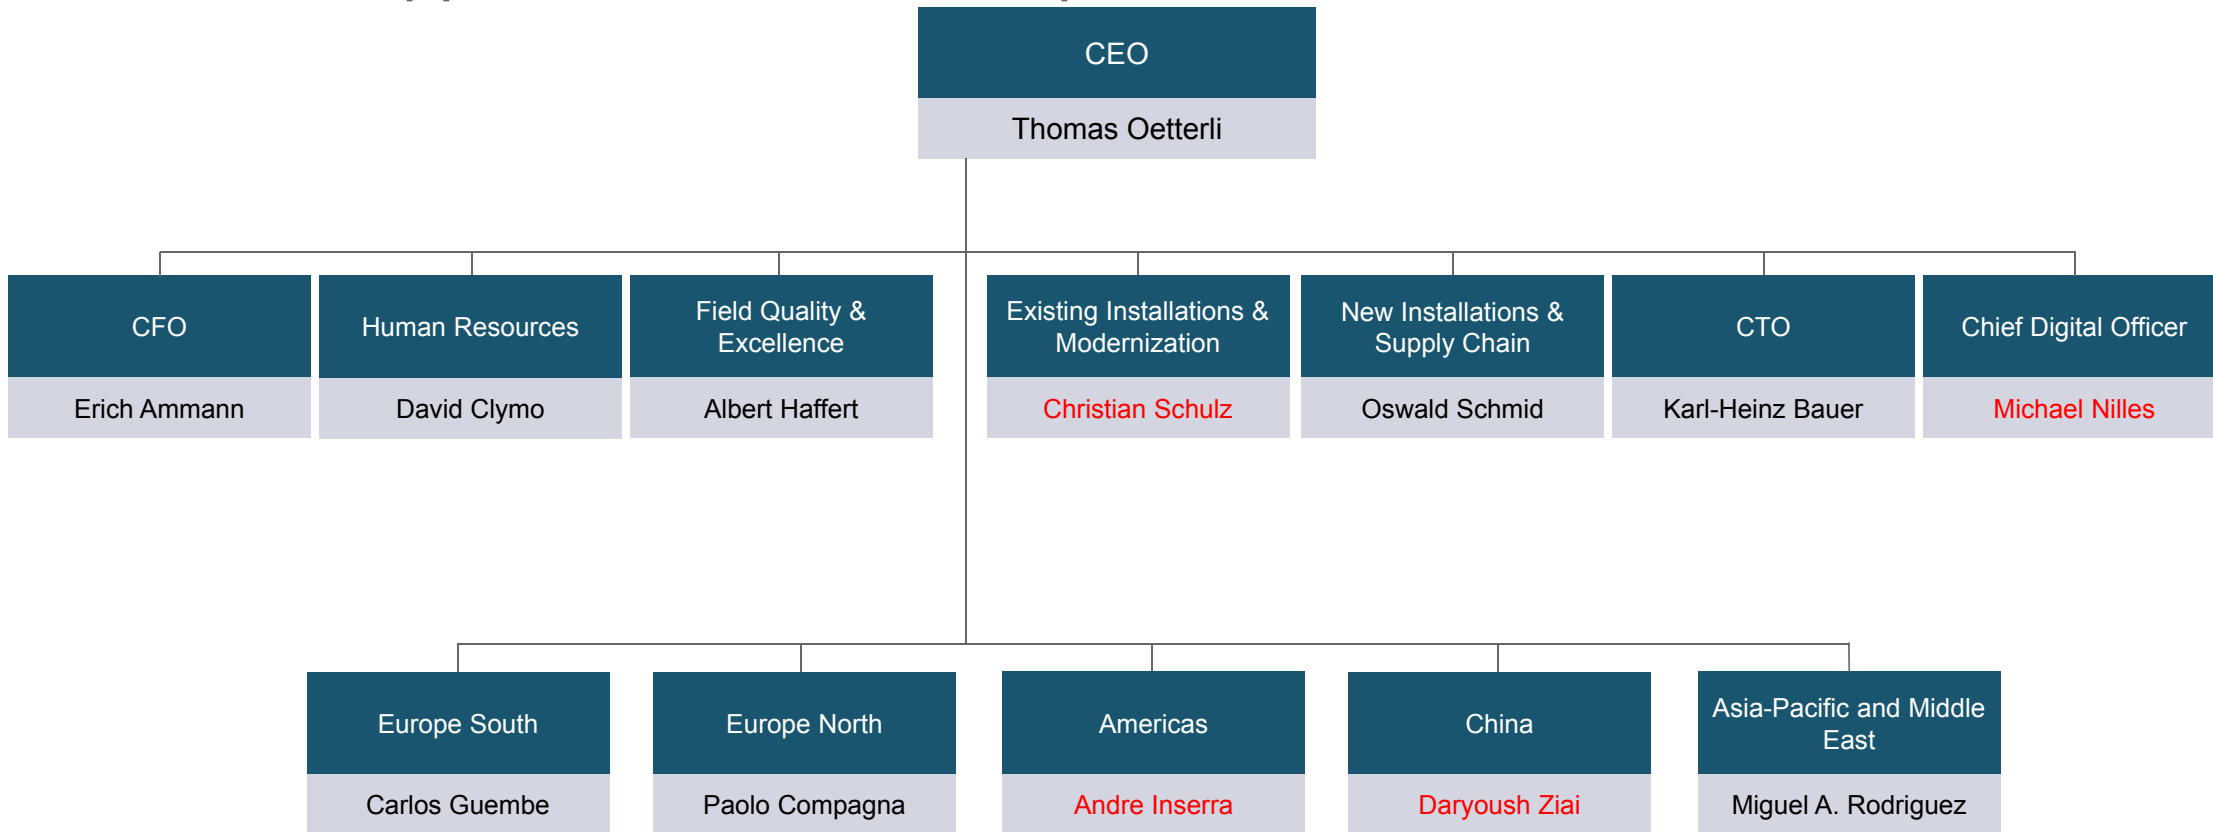 CEO
Thomas Oetterli
CFO
Erich Ammann
Human Resources
David Clymo
Field Quality &
Excellence
Albert Haffert
Existing Installations &
Modernization
Christian Schulz
New Installations &
Supply Chain
Oswald Schmid
CTO
Karl-Heinz Bauer
Chief Digital Officer
Michael Nilles
Europe South
Carlos Guembe
Europe North
Paolo Compagna
Americas
Andre Inserra
China
Daryoush Ziai
Asia-Pacific and Middle
East
Miguel A. Rodriguez